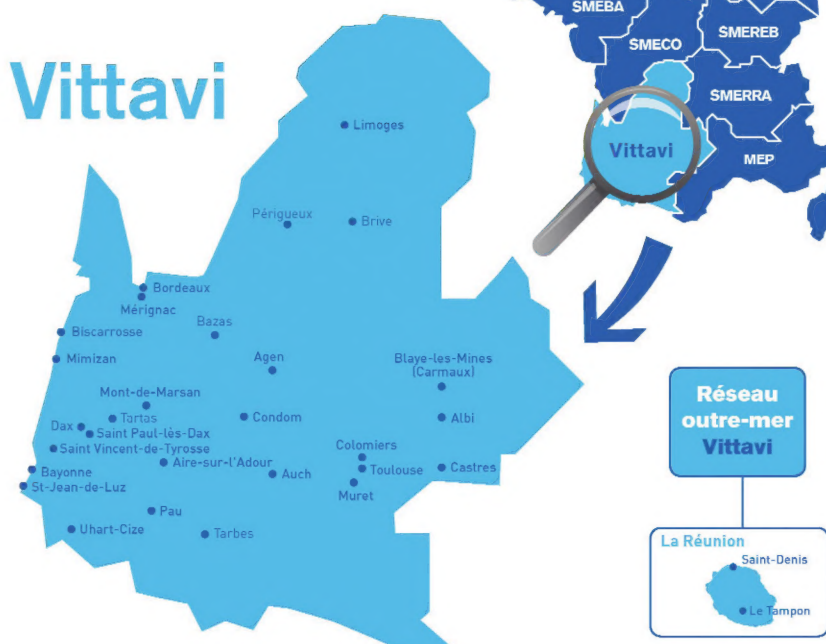 SMEBA
SMECO
SMEREB
SMERRA
Vittavi
MEP
Vittavi
Limoges
Périgueux
Brive
Bordeaux
Mérignac
Bazas
Biscarrosse
Mimizan
Agen
Blaye-les-Mines
(Carmaux)
Mont-de-Marsan
Tartas
Condom
Albi
Dax
Saint Paul-lès-Dax
Saint Vincent-de-Tyrosse
Colomiers
Aire-sur-l'Adour
Auch
Toulouse
Castres
Bayonne
St-Jean-de-Luz
Muret
Pau
Uhart-Cize
Tarbes
Réseau
outre-mer
Vittavi
La Réunion
Saint-Denis
Le Tampon